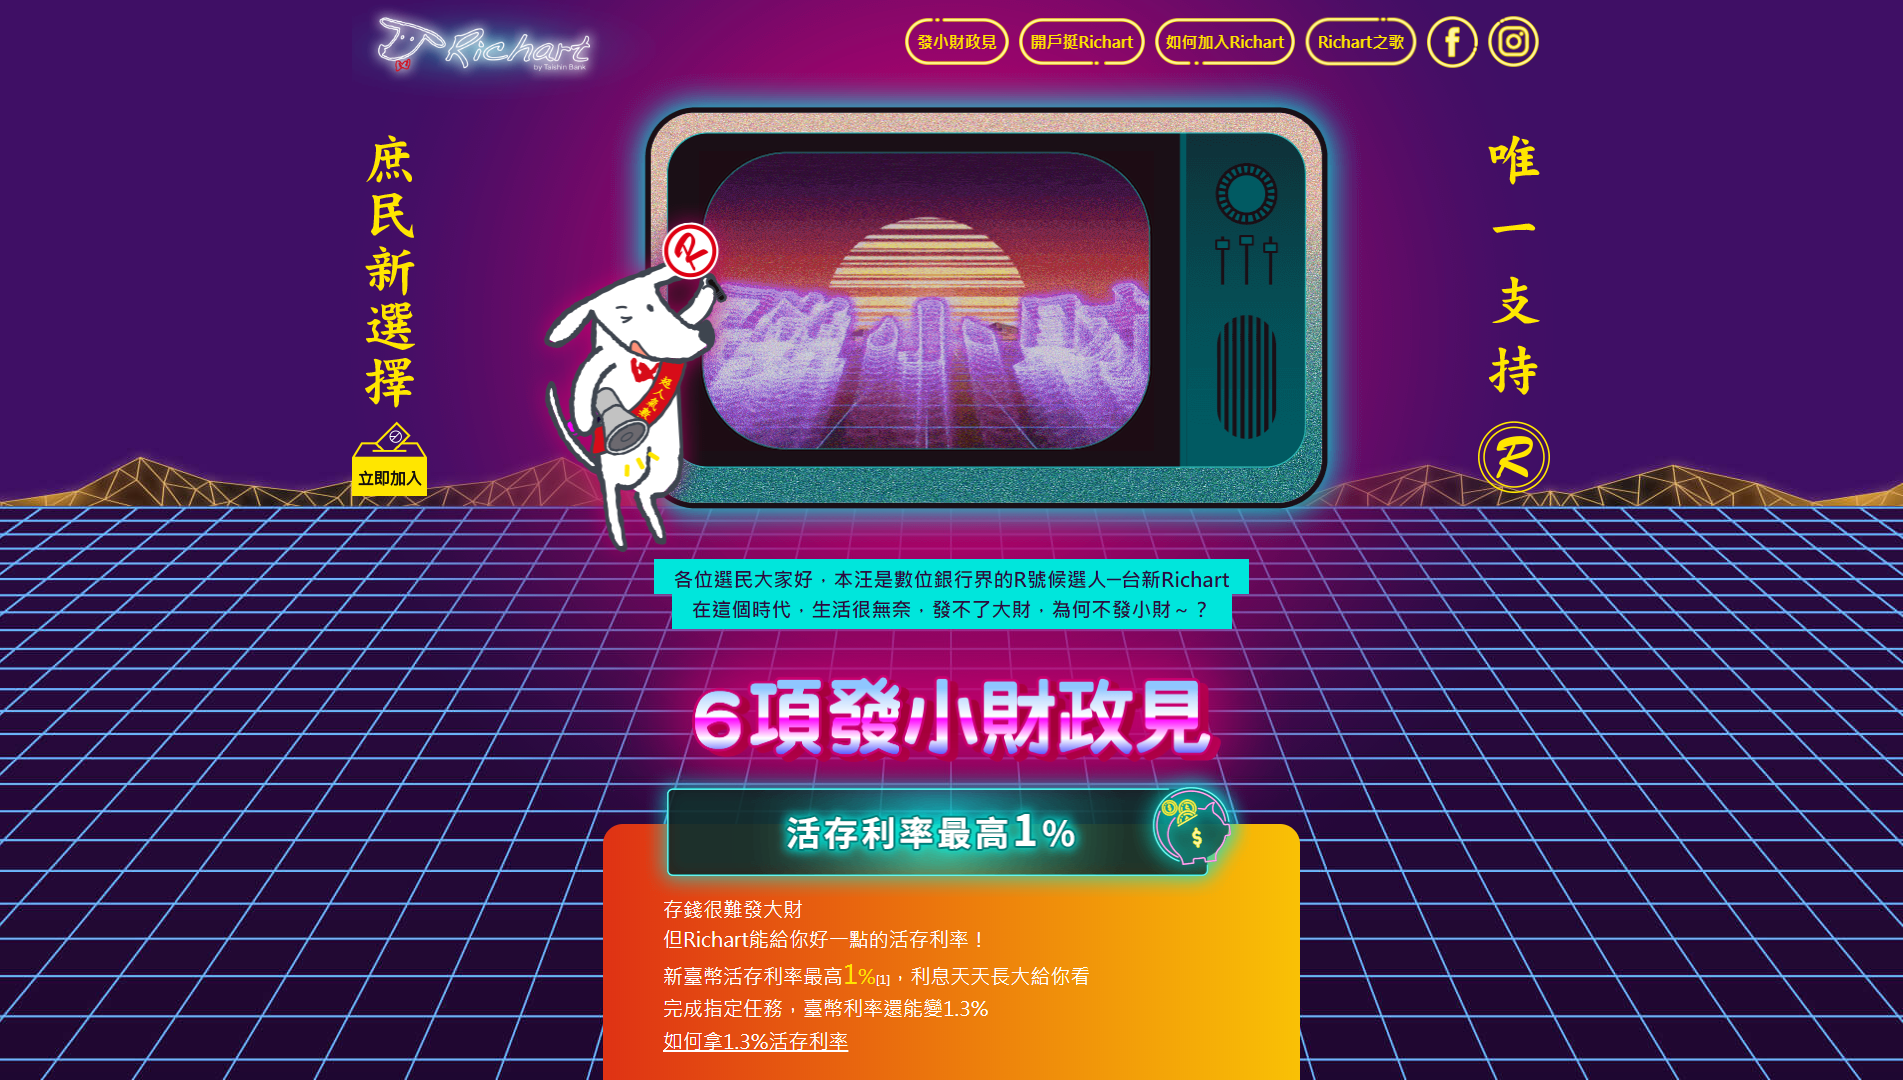 Richart
by Taishin Bank
發小財政見
開戶挺Richart
如何加入Richart
Richart之歌
庶民新選擇
立即加入
唯一支持
R
R
超人氣教
各位選民大家好，本汪是數位銀行界的R號候選人─台新Richart
在這個時代，生活很無奈，發不了大財，為何不發小財～？
6項發小財政見
活存利率最高1%
存錢很難發大財
但Richart能給你好一點的活存利率！
新臺幣活存利率最高1%[1]，利息天天長大給你看
完成指定任務，臺幣利率還能變1.3%
如何拿1.3%活存利率